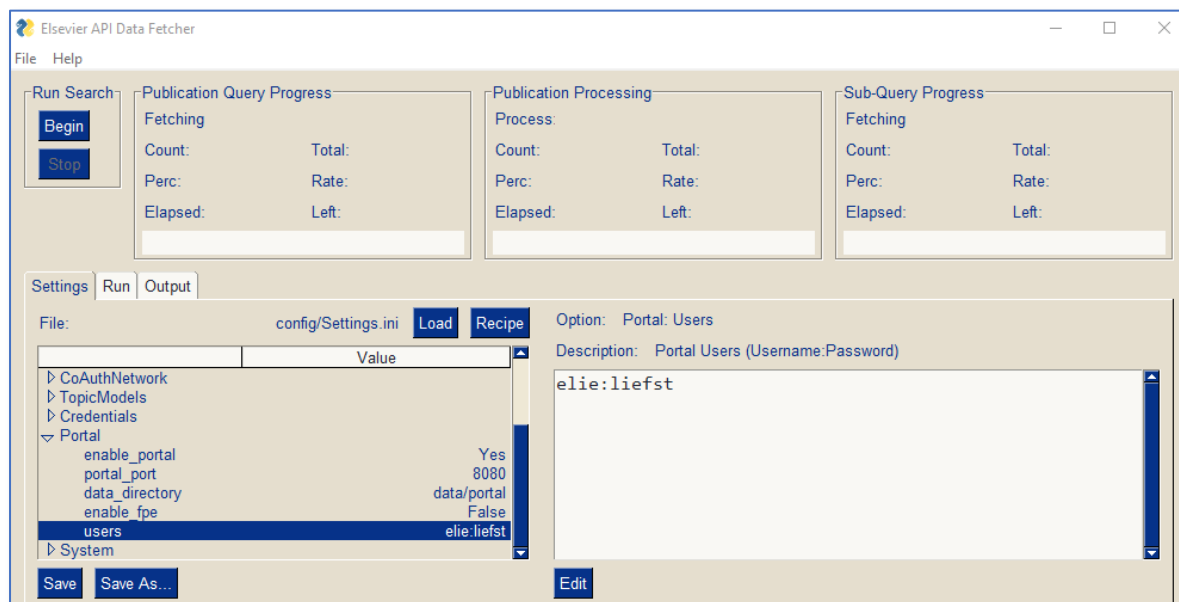 Elsevier API Data Fetcher
File Help
Run Search
Begin
Stop
Publication Query Progress
Fetching
Count: Total:
Perc: Rate:
Elapsed: Left:
Publication Processing
Process:
Count: Total:
Perc: Rate:
Elapsed: Left:
Sub-Query Progress
Fetching
Count: Total:
Perc: Rate:
Elapsed: Left:
Settings Run Output
File: config/Settings.ini Load Recipe
Value
CoAuthNetwork
TopicModels
Credentials
Portal
enable_portal Yes
portal_port 8080
data_directory data/portal
enable_fpe False
users elie:liefst
System
Save Save As...
Option: Portal: Users
Description: Portal Users (Username:Password)
elie:liefst
Edit